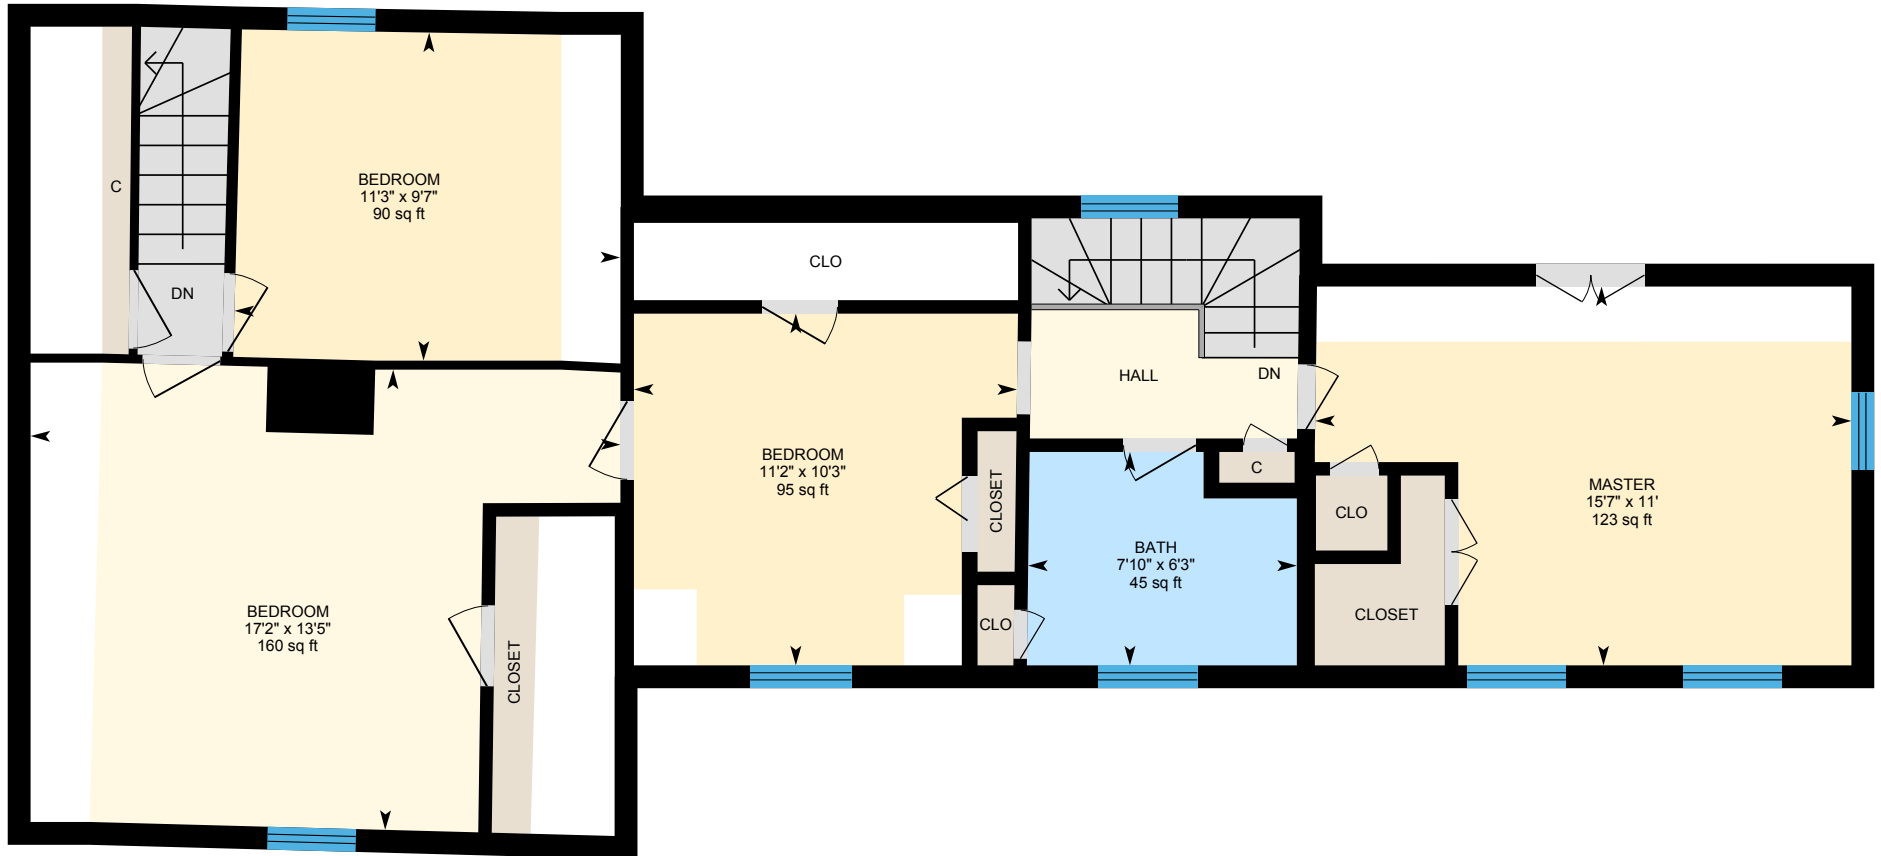 BEDROOM
11'3" x 9'7"
90 sq ft
C
DN
CLO
HALL
DN
BEDROOM
11'2" x 10'3"
95 sq ft
CLOSET
C
CLO
MASTER
15'7" x 11'
123 sq ft
BATH
7'10" x 6'3"
45 sq ft
BEDROOM
17'2" x 13'5"
160 sq ft
CLOSET
CLO
CLOSET